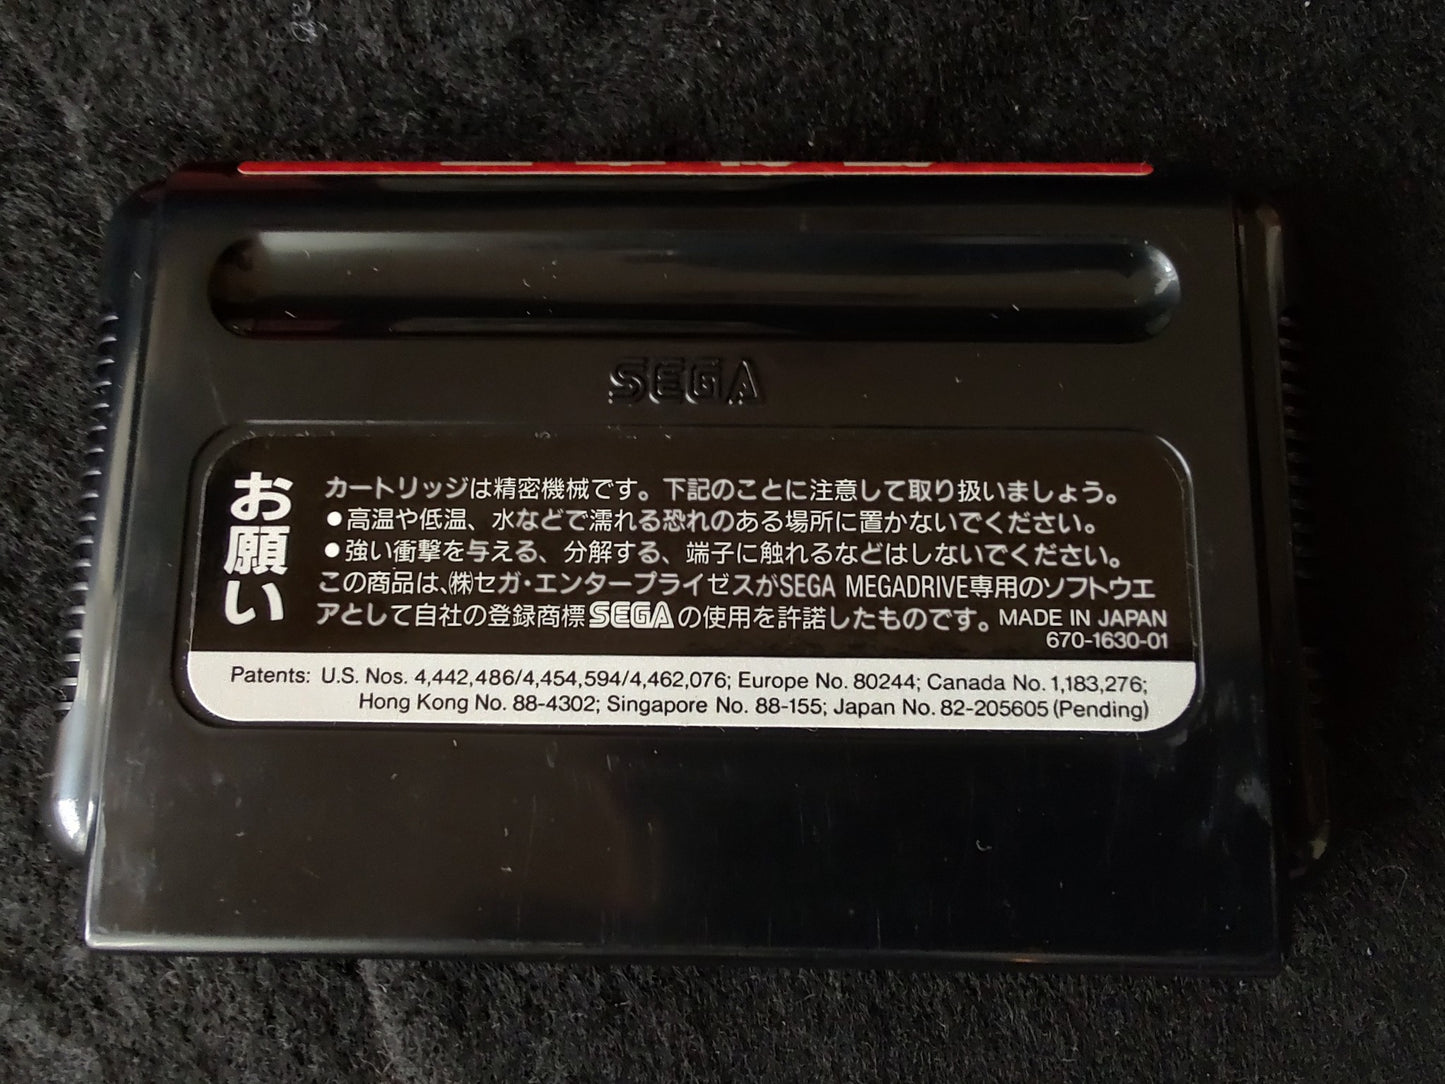 SEGA
お願い
カートリッジは精密機械です。下記のことに注意して取り扱いましょう。
●高温や低温、水などで濡れる恐れのある場所に置かないでください。
●強い衝撃を与える、分解する、端子に触れるなどはしないでください。
この商品は、㈱セガ・エンタープライゼスがSEGA MEGADRIVE専用のソフトウエ
アとして自社の登録商標SEGAの使用を許諾したものです。MADE IN JAPAN
670-1630-01
Patents: U.S. Nos. 4,442,486/4,454,594/4,462,076; Europe No. 80244; Canada No. 1,183,276;
Hong Kong No. 88-4302; Singapore No. 88-155; Japan No. 82-205605 (Pending)